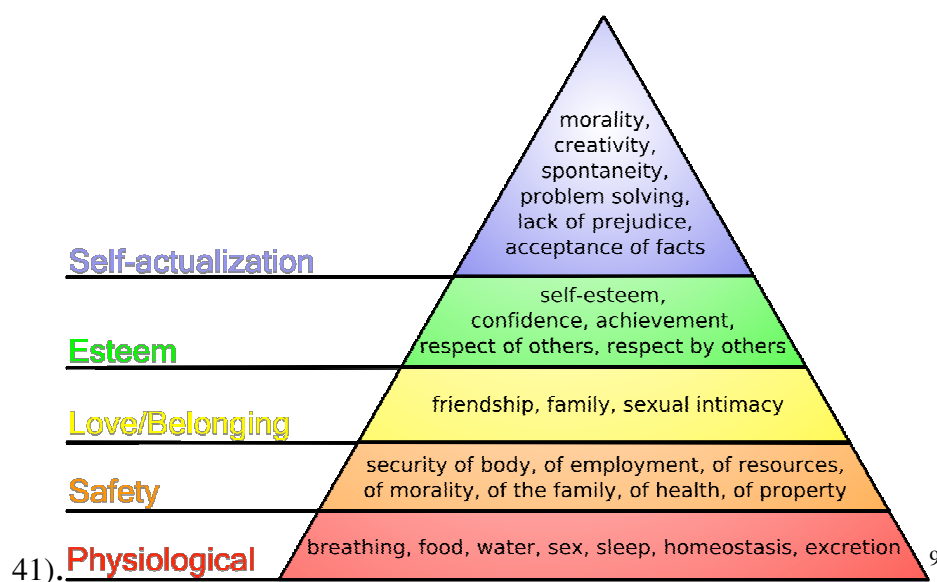 morality,
creativity,
spontaneity,
problem solving,
lack of prejudice,
acceptance of facts
Self-actualization
self-esteem,
confidence, achievement,
respect of others, respect by others
Esteem
friendship, family, sexual intimacy
Love/Belonging
security of body, of employment, of resources,
of morality, of the family, of health, of property
Safety
breathing, food, water, sex, sleep, homeostasis, excretion
41). Physiological
9